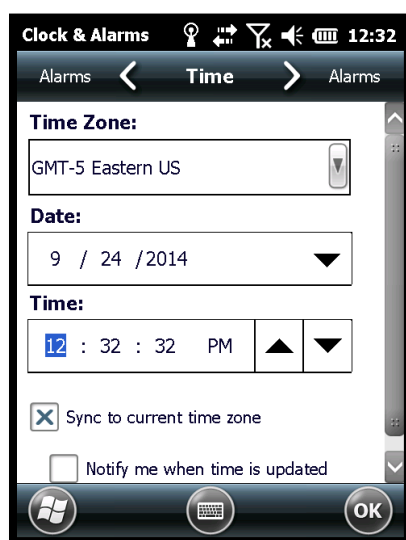 Clock & Alarms 12:32
Alarms Time Alarms
Time Zone:
GMT-5 Eastern US
Date:
9 / 24 / 2014
Time:
12 : 32 : 32 PM
Sync to current time zone
Notify me when time is updated
OK